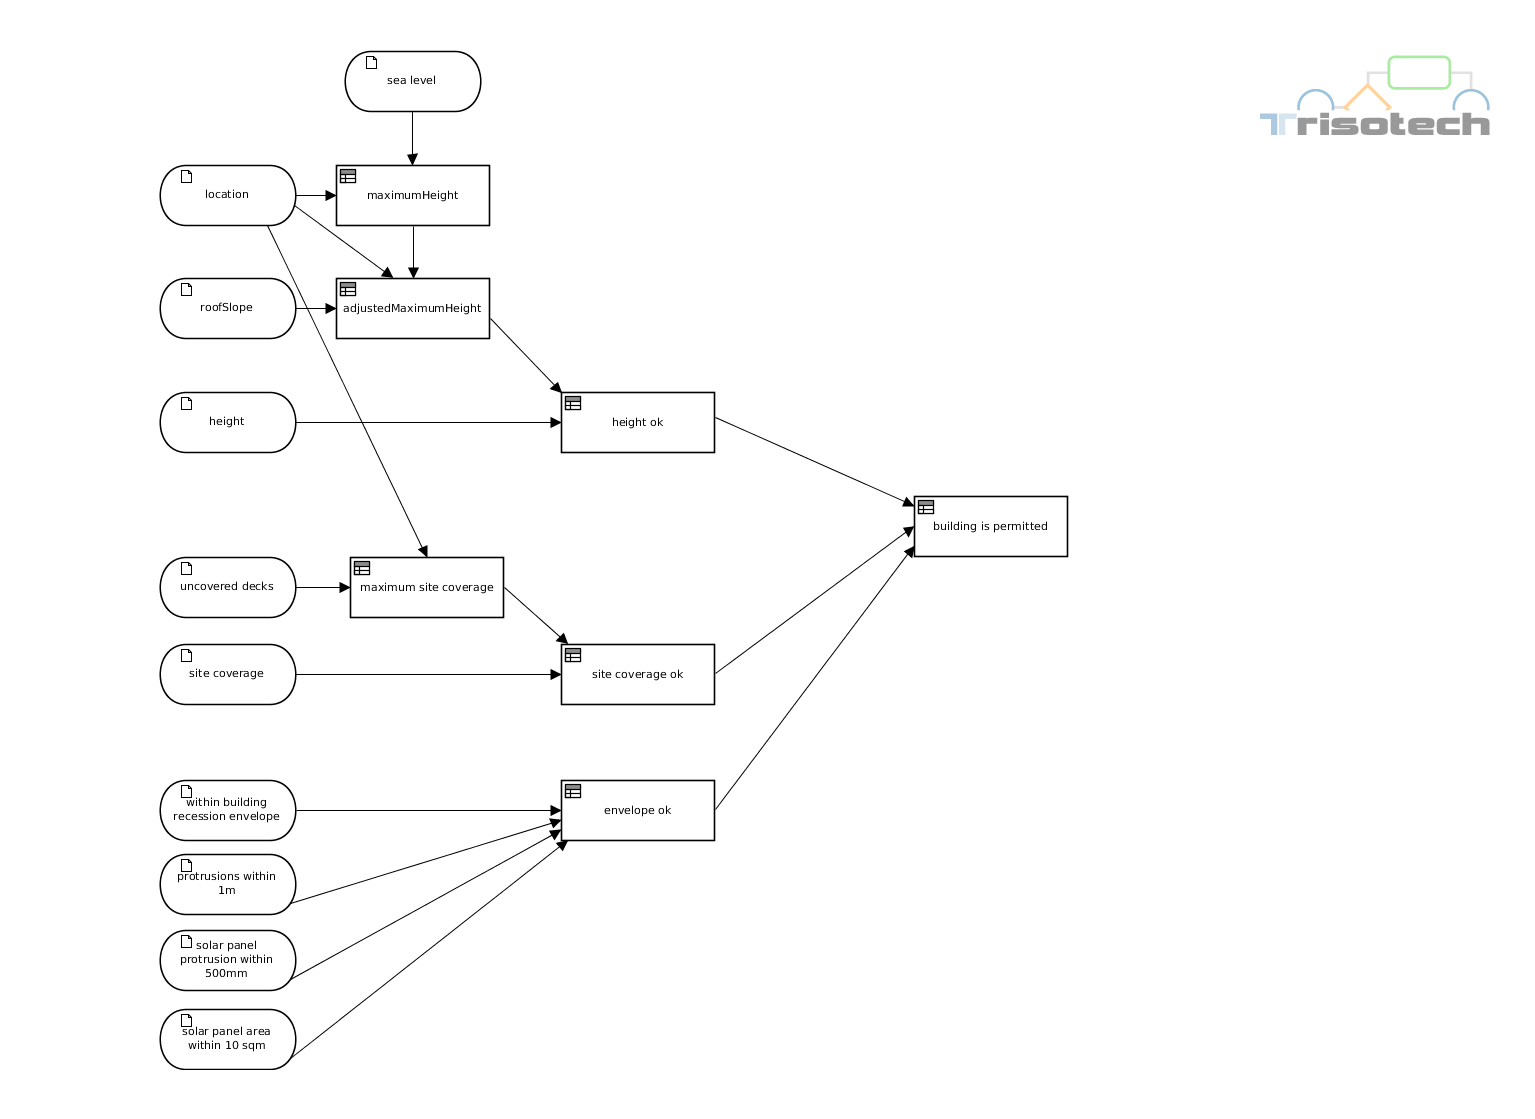 sea level
Trisotech
location
maximumHeight
roofSlope
adjustedMaximumHeight
height
height ok
building is permitted
uncovered decks
maximum site coverage
site coverage
site coverage ok
within building
recession envelope
envelope ok
protrusions within
1m
solar panel
protrusion within
500mm
solar panel area
within 10 sqm